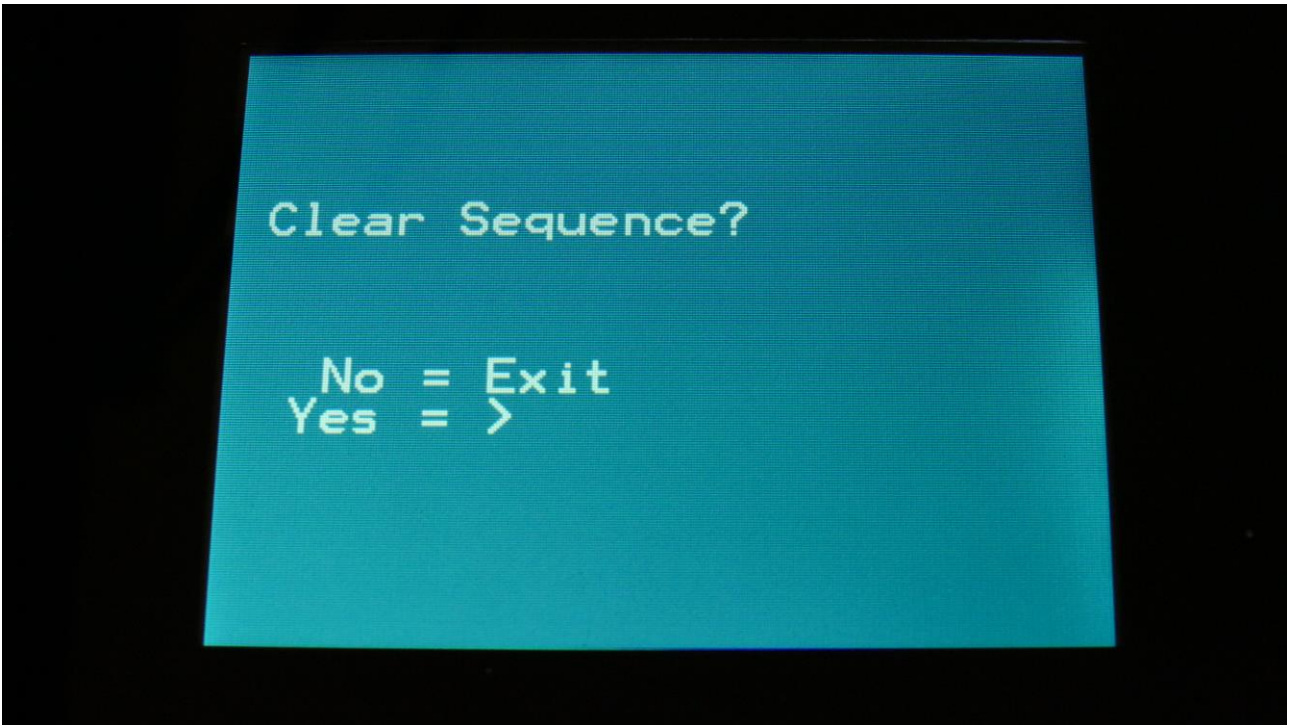 Clear Sequence?
No = Exit
Yes = >